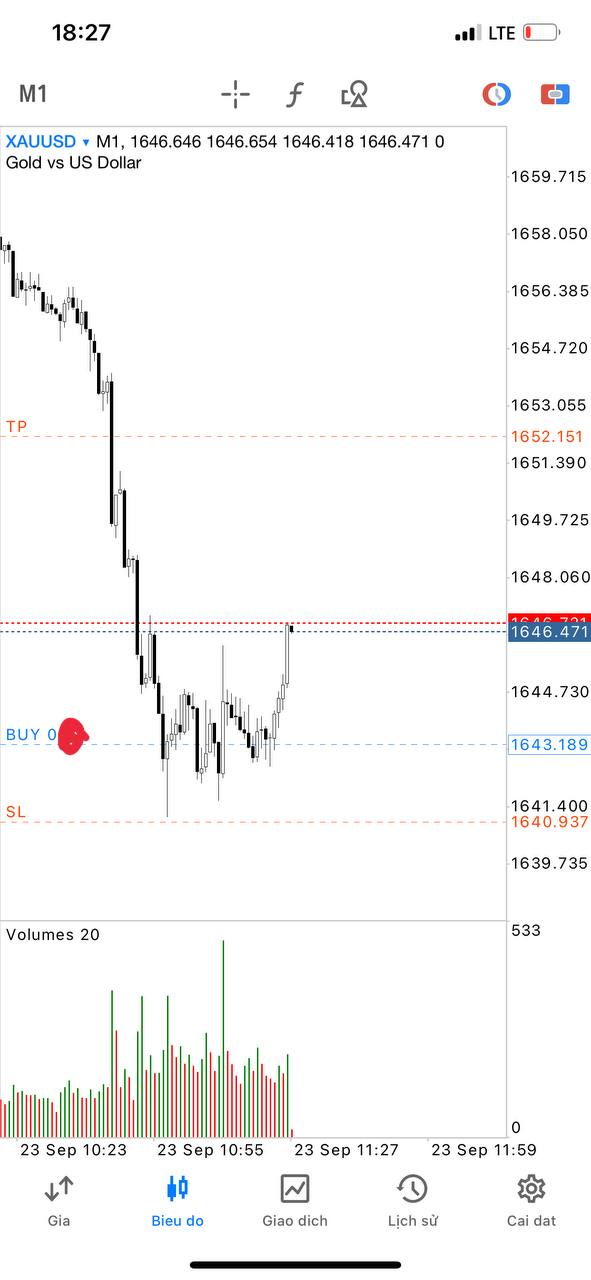 18:27
LTE
M1
XAUUSD ▾ M1, 1646.646 1646.654 1646.418 1646.471 0
Gold vs US Dollar
1659.715
1658.050
1656.385
1654.720
1653.055
TP
1652.151
1651.390
1649.725
1648.060
1646.471
1644.730
BUY 0
1643.189
SL
1641.400
1640.937
1639.735
Volumes 20
533
0
23 Sep 10:23
23 Sep 10:55
23 Sep 11:27
23 Sep 11:59
Gia
Bieu do
Giao dich
Lịch sử
Cai dat